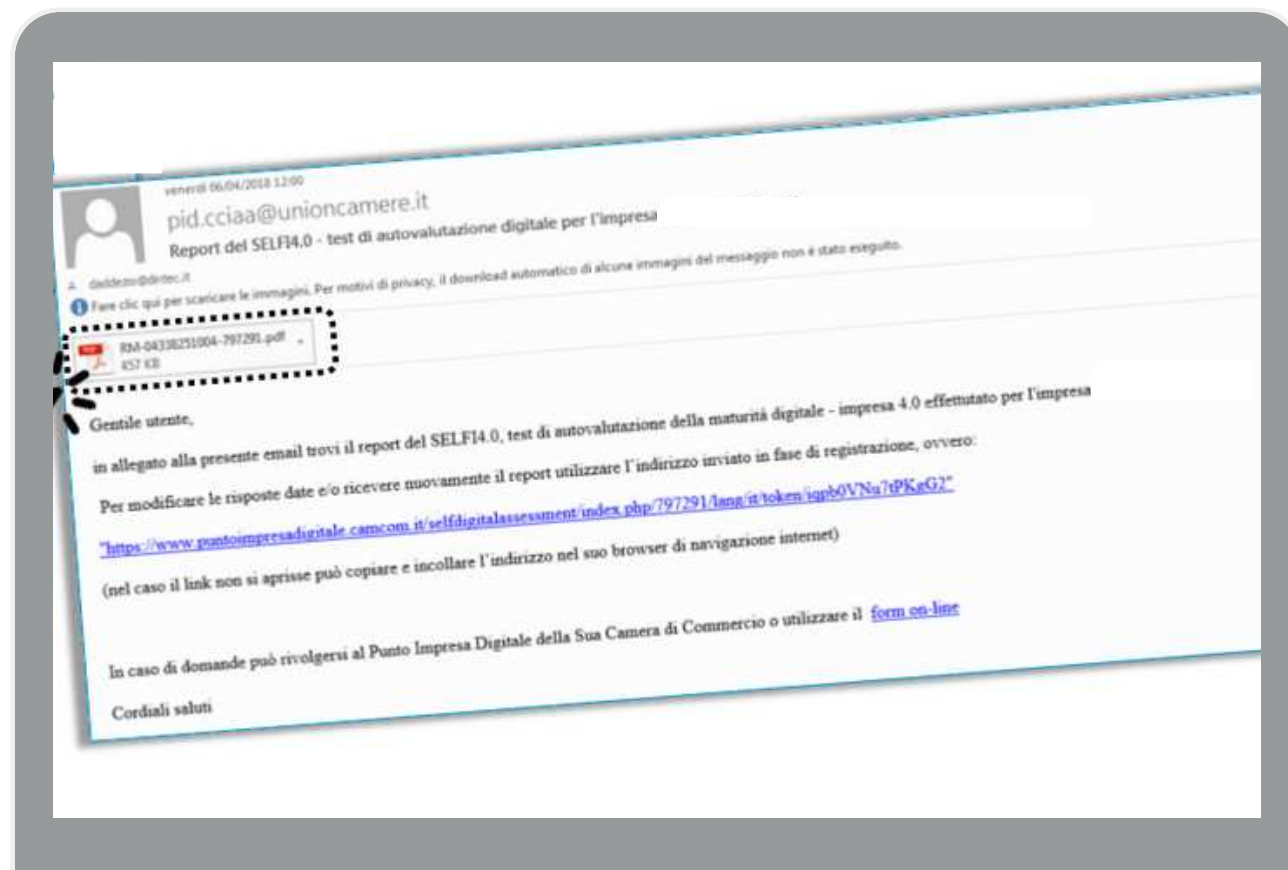 venerdì 06/04/2018 12:00
pid.cciaa@unioncamere.it
Report del SELFI4.0 - test di autovalutazione digitale per l'impresa
Fare clic qui per scaricare le immagini. Per motivi di privacy, il download automatico di alcune immagini del messaggio non è stato eseguito.
RM-04338251004-797291.pdf
457 KB
Gentile utente,
in allegato alla presente email trovi il report del SELFI4.0, test di autovalutazione della maturità digitale - impresa 4.0 effettutato per l'impresa
Per modificare le risposte date e/o ricevere nuovamente il report utilizzare l'indirizzo inviato in fase di registrazione, ovvero:
"https://www.puntoimpresadigitale.camcom.it/selfdigitalassessment/index.php/797291/lang/it/token/iqpb0VNu7tPKgG2"
(nel caso il link non si aprisse può copiare e incollare l'indirizzo nel suo browser di navigazione internet)
In caso di domande può rivolgersi al Punto Impresa Digitale della Sua Camera di Commercio o utilizzare il form on-line
Cordiali saluti